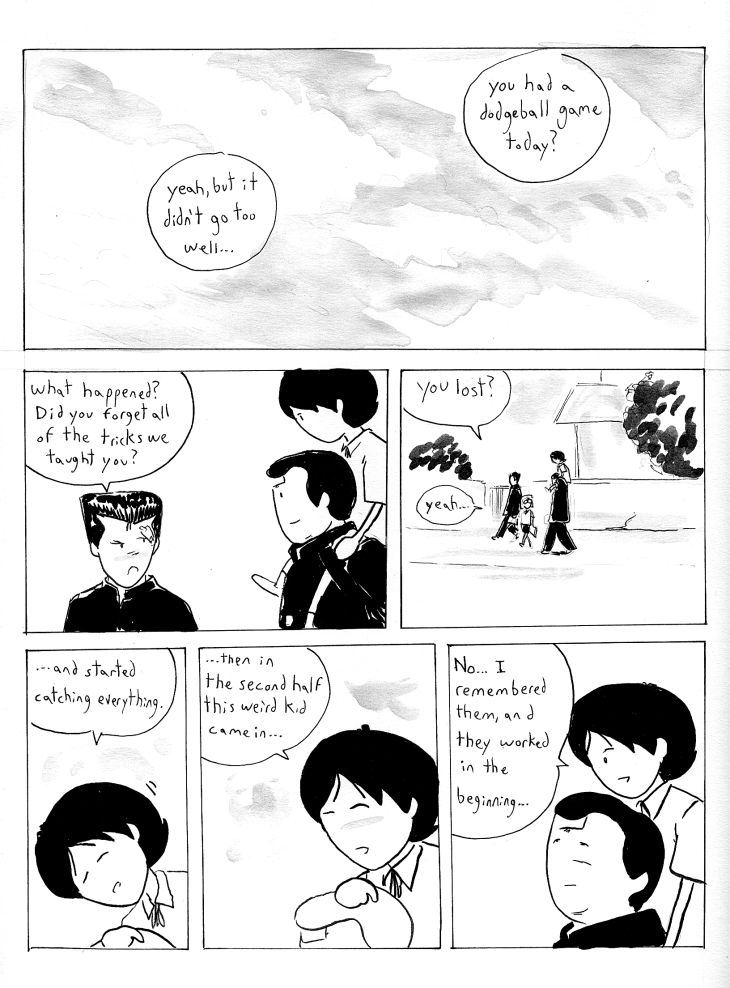 you had a
dodgeball game
today?
yeah, but it
didn't go too
well...
you lost?
yeah...
what happened?
Did you forget all
of the tricks we
taught you?
No... I
remembered
them, and
they worked
in the
beginning...
...then in
the second half
this weird kid
came in...
...and started
catching everything.